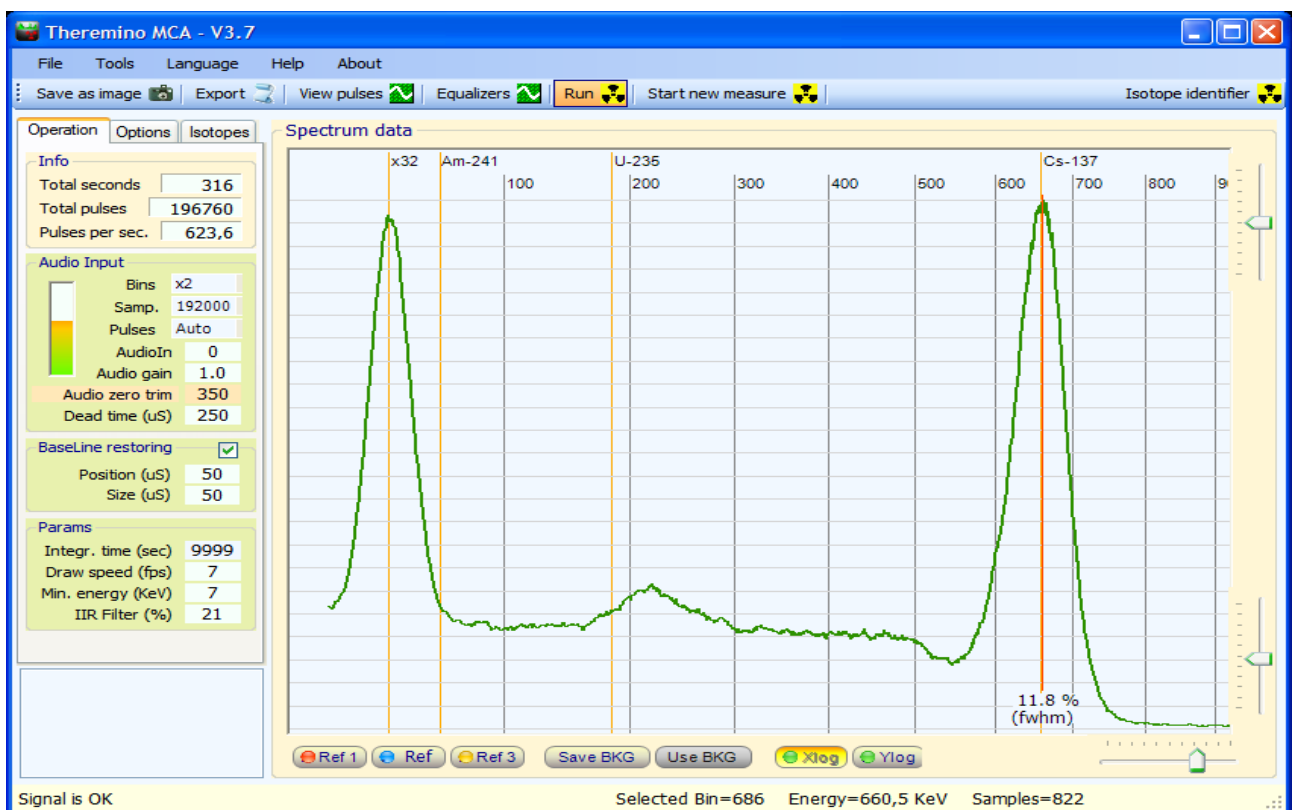 Theremino MCA - V3.7
File Tools Language Help About
Save as image Export View pulses Equalizers Run Start new measure Isotope identifier
Operation Options Isotopes
Info
Total seconds 316
Total pulses 196760
Pulses per sec. 623,6
Audio Input
Bins x2
Samp. 192000
Pulses Auto
AudioIn 0
Audio gain 1.0
Audio zero trim 350
Dead time (uS) 250
BaseLine restoring
Position (uS) 50
Size (uS) 50
Params
Integr. time (sec) 9999
Draw speed (fps) 7
Min. energy (KeV) 7
IIR Filter (%) 21
Spectrum data
x32 Am-241 U-235 Cs-137
100 200 300 400 500 600 700 800
11.8 %
(fwhm)
Ref 1 Ref Ref 3 Save BKG Use BKG Xlog Ylog
Signal is OK Selected Bin=686 Energy=660,5 KeV Samples=822